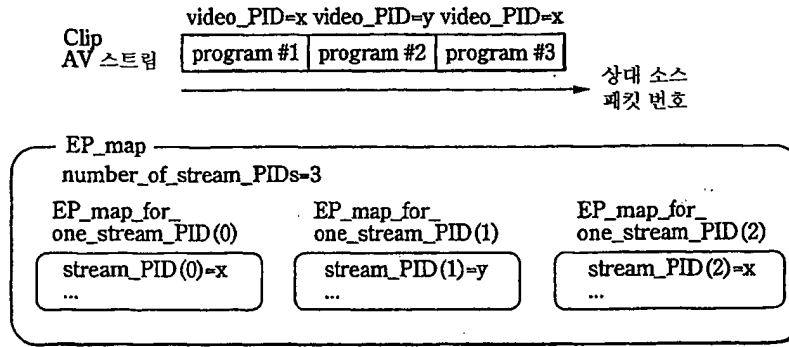 video_PID=x video_PID=y video_PID=x
Clip
AV 스트림
program #1 program #2 program #3
상대 소스
패킷 번호
EP_map
number_of_stream_PIDs=3
EP_map_for_
one_stream_PID(0)
EP_map_for_
one_stream_PID(1)
EP_map_for_
one_stream_PID(2)
stream_PID(0)=x
...
stream_PID(1)=y
...
stream_PID(2)=x
...